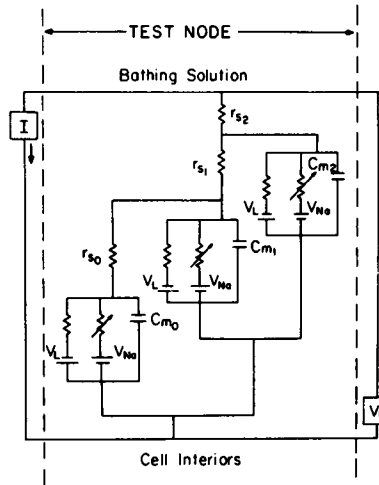 TEST NODE
Bathing Solution
I
rs2
rs1
Cm2
VL
VNa
rs0
Cm1
VL
VNa
Cm0
VL
VNa
V
Cell Interiors